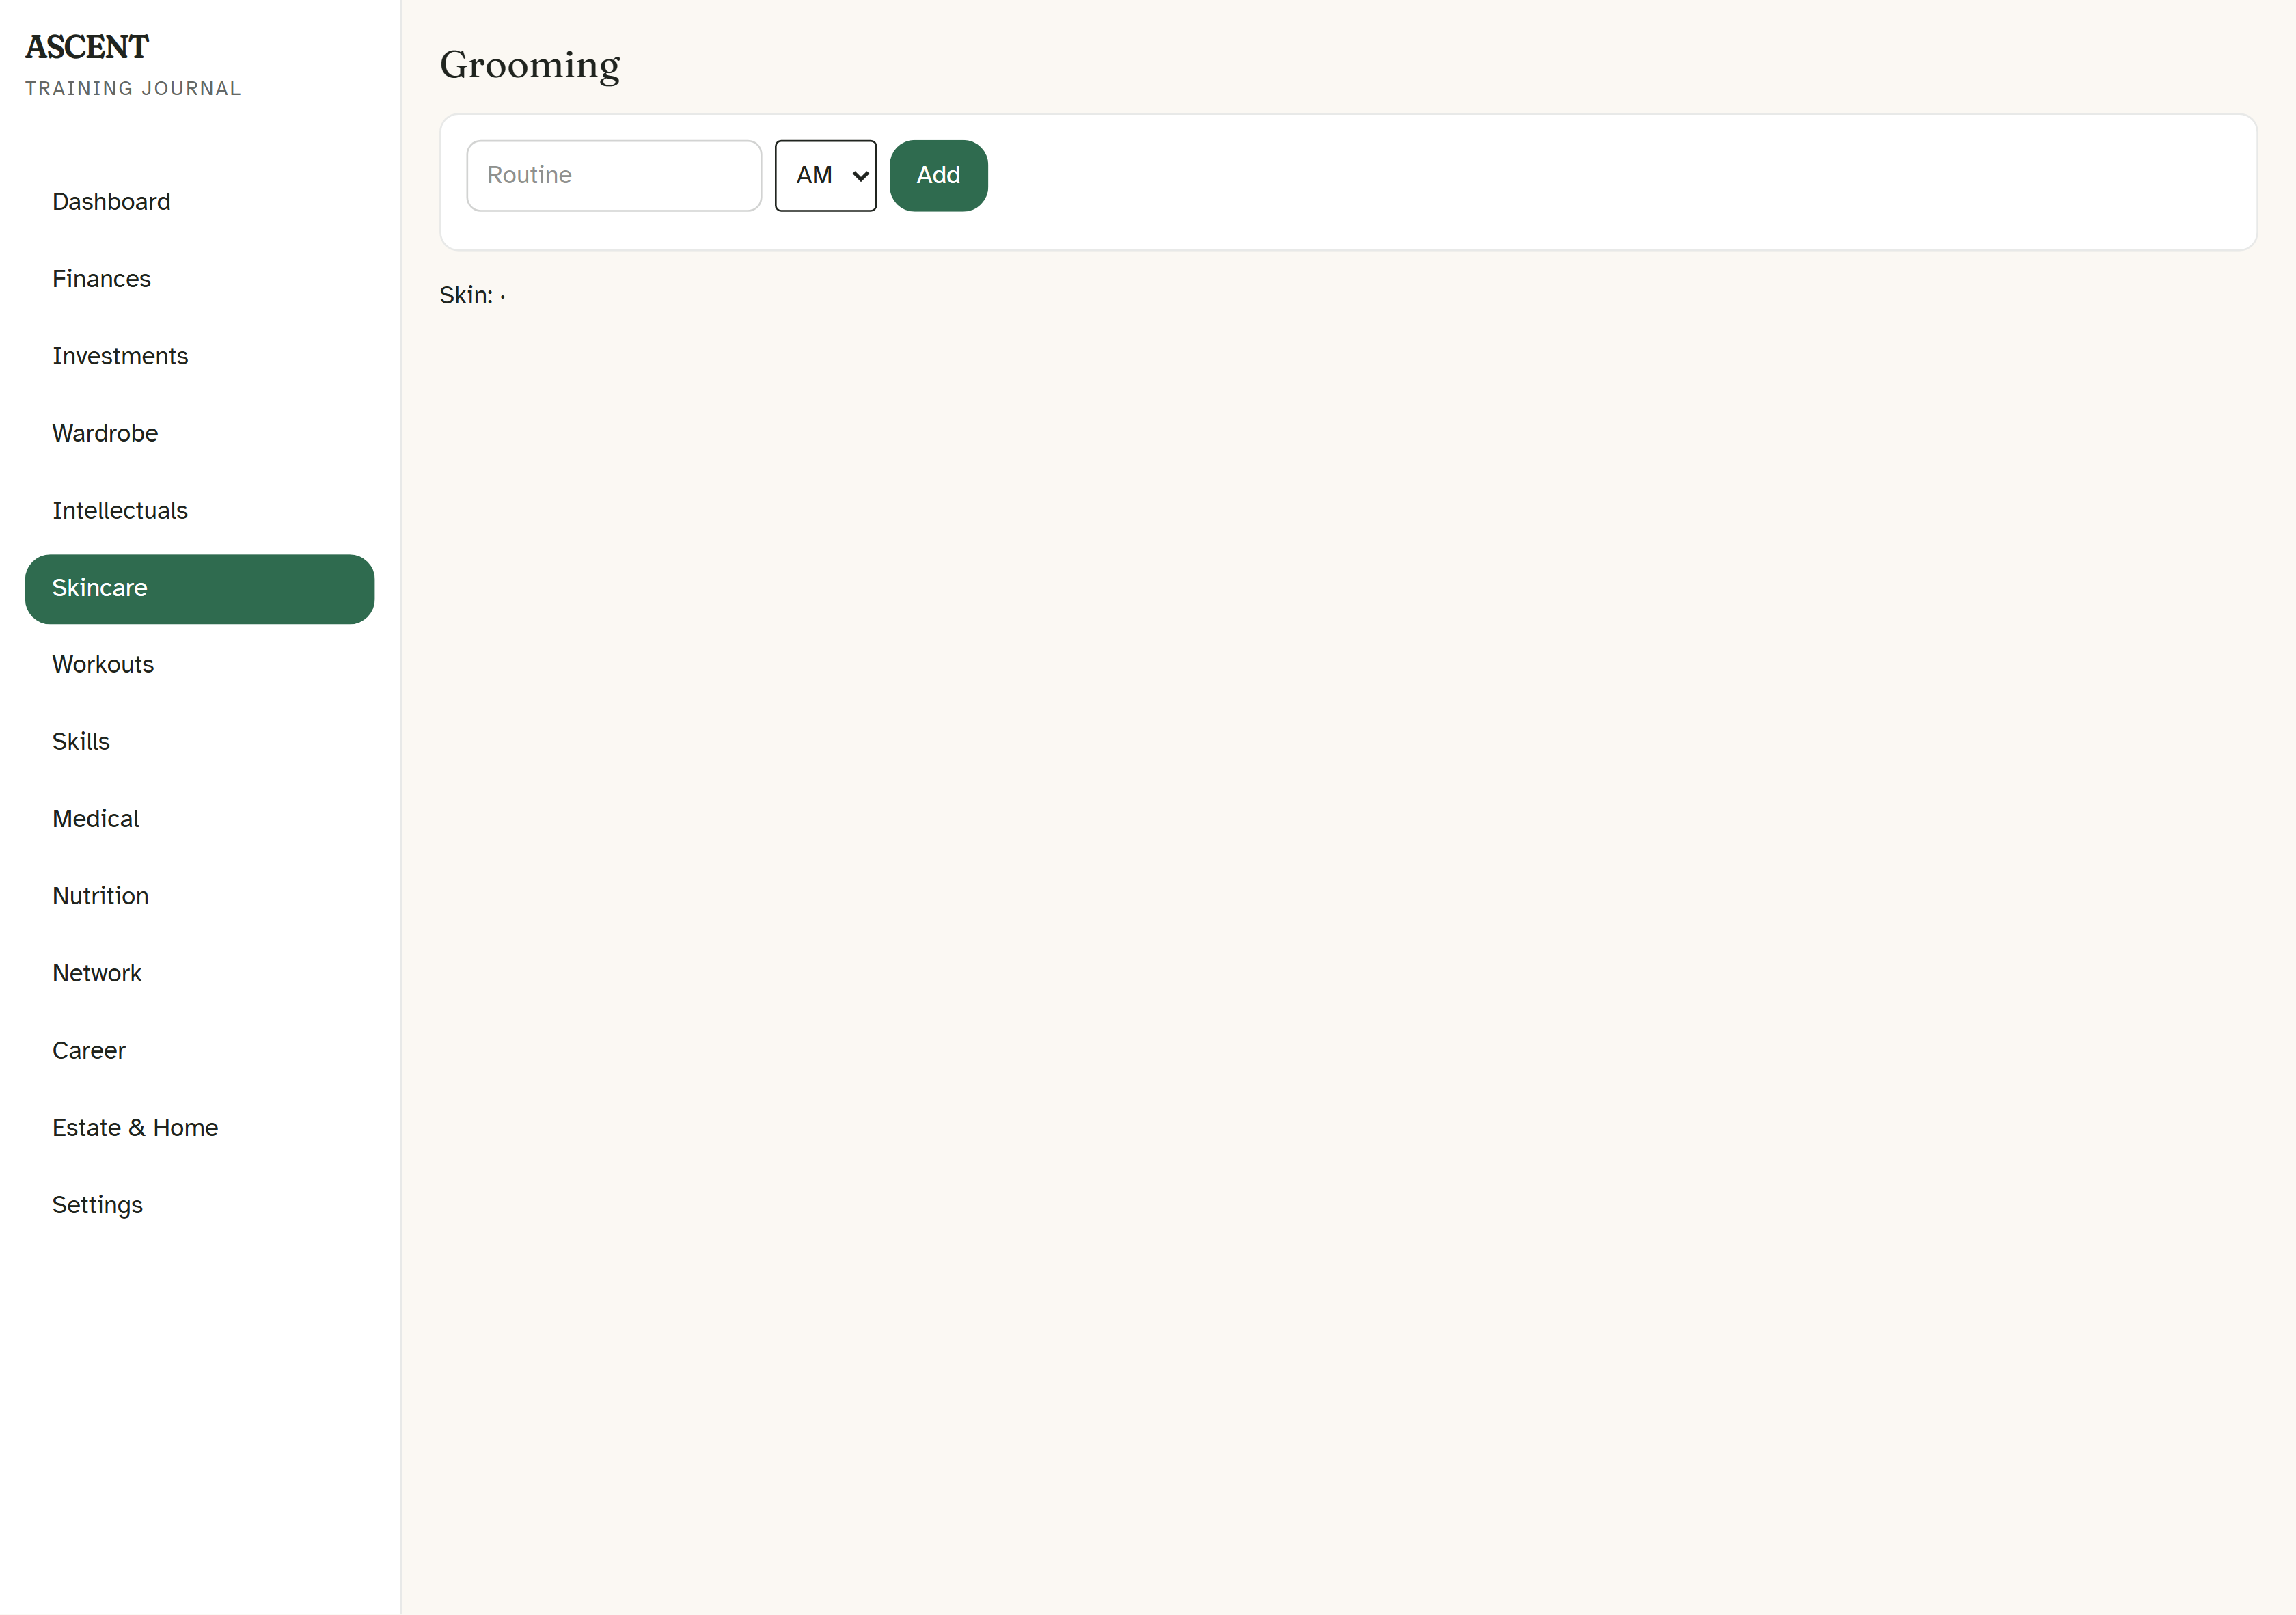 ASCENT
TRAINING JOURNAL
Dashboard
Finances
Investments
Wardrobe
Intellectuals
Skincare
Workouts
Skills
Medical
Nutrition
Network
Career
Estate & Home
Settings
Grooming
Routine AM Add
Skin: ·